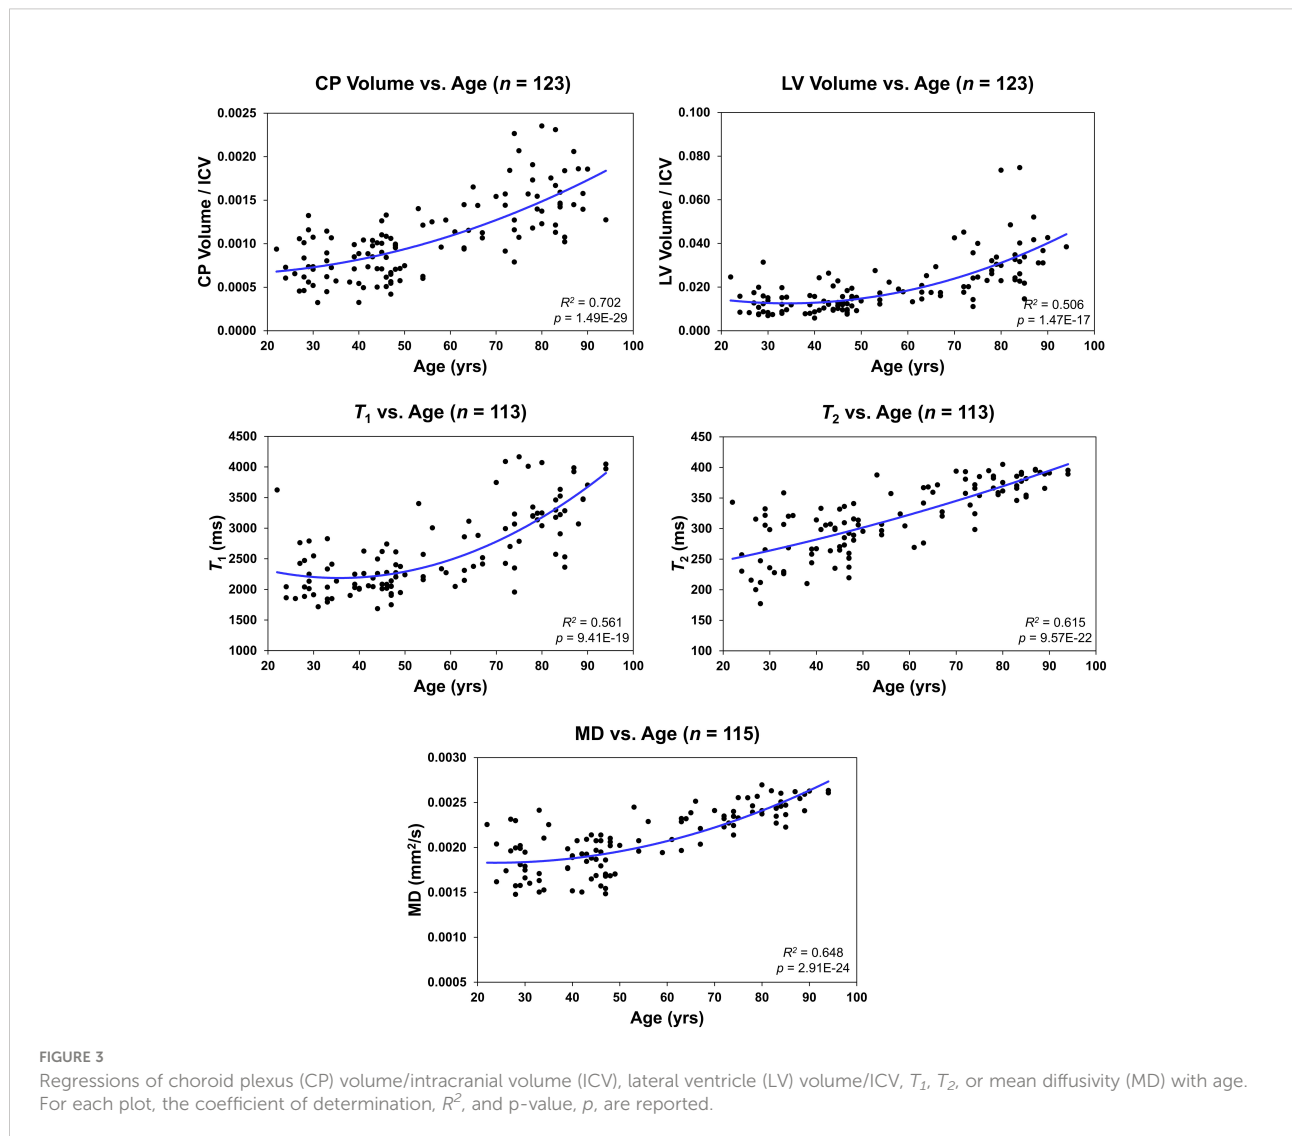 CP Volume vs. Age (n = 123)
CP Volume / ICV
0.0025
0.0020
0.0015
0.0010
0.0005
0.0000
R² = 0.702
p = 1.49E-29
20 30 40 50 60 70 80 90 100
Age (yrs)
LV Volume vs. Age (n = 123)
LV Volume / ICV
0.100
0.080
0.060
0.040
0.020
0.000
R² = 0.506
p = 1.47E-17
20 30 40 50 60 70 80 90 100
Age (yrs)
T₁ vs. Age (n = 113)
T₁ (ms)
4500
4000
3500
3000
2500
2000
1500
1000
R² = 0.561
p = 9.41E-19
20 30 40 50 60 70 80 90 100
Age (yrs)
T₂ vs. Age (n = 113)
T₂ (ms)
450
400
350
300
250
200
150
100
R² = 0.615
p = 9.57E-22
20 30 40 50 60 70 80 90 100
Age (yrs)
MD vs. Age (n = 115)
MD (mm²/s)
0.0030
0.0025
0.0020
0.0015
0.0010
0.0005
R² = 0.648
p = 2.91E-24
20 30 40 50 60 70 80 90 100
Age (yrs)
FIGURE 3
Regressions of choroid plexus (CP) volume/intracranial volume (ICV), lateral ventricle (LV) volume/ICV, T₁, T₂, or mean diffusivity (MD) with age.
For each plot, the coefficient of determination, R², and p-value, p, are reported.